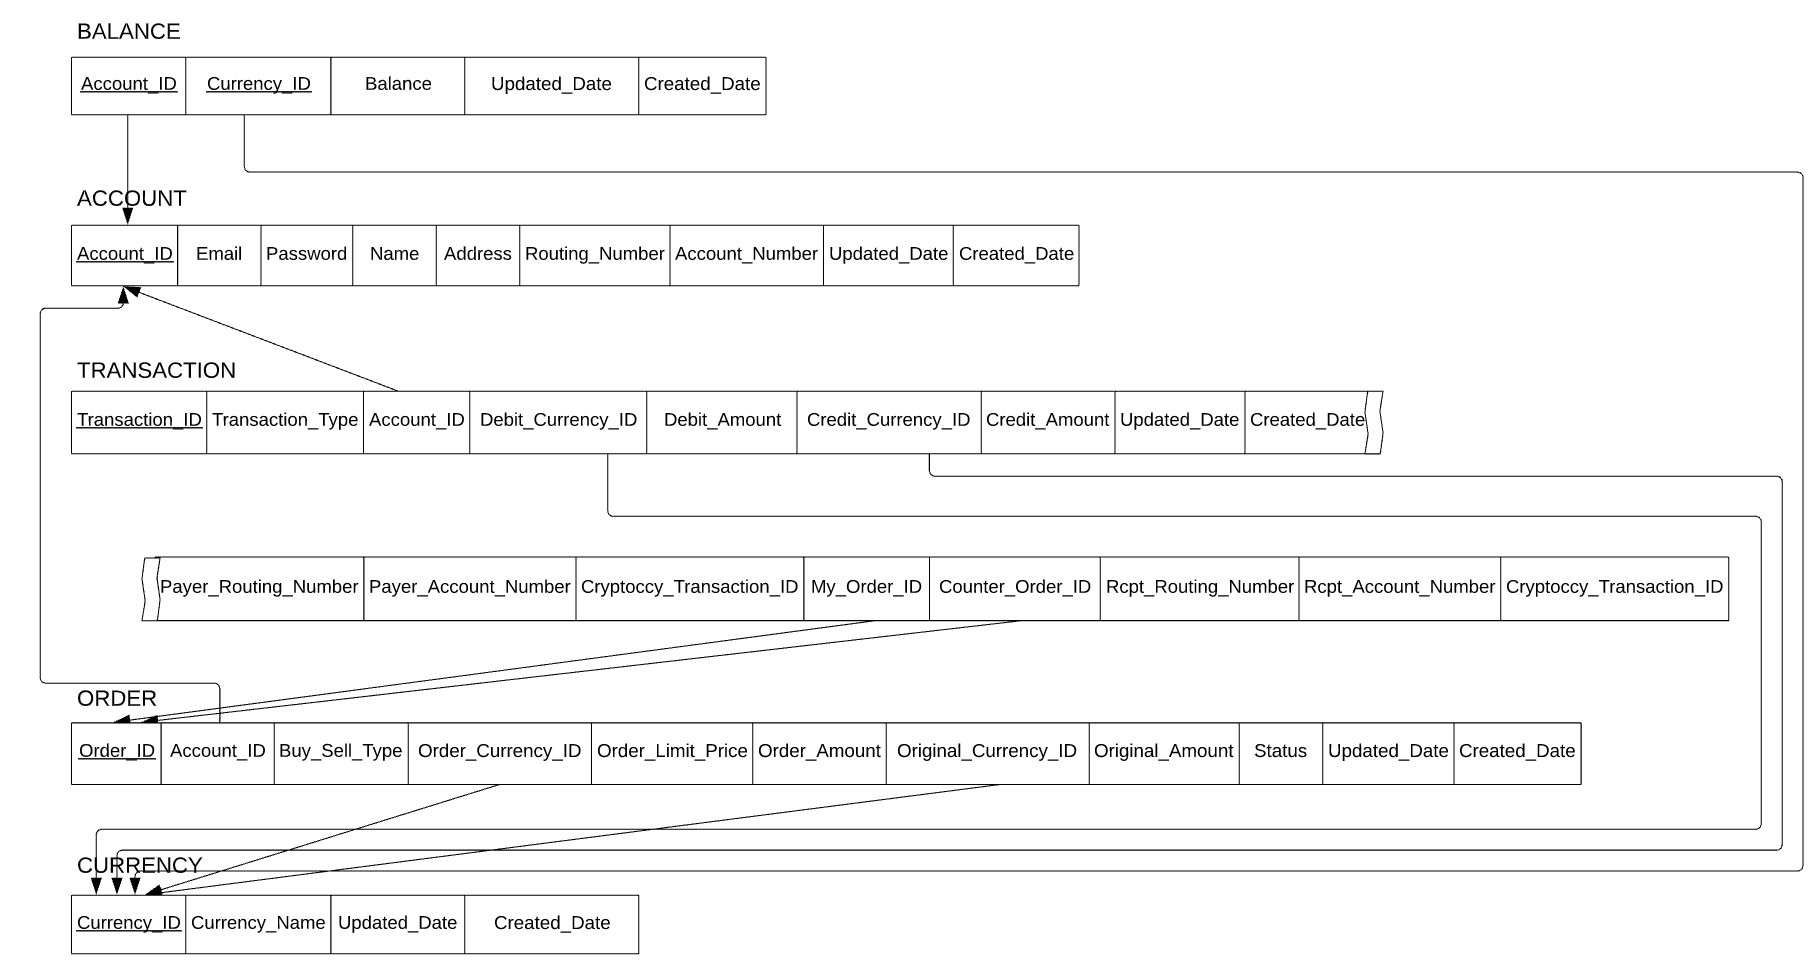 BALANCE
Account_ID Currency_ID Balance Updated_Date Created_Date
ACCOUNT
Account_ID Email Password Name Address Routing_Number Account_Number Updated_Date Created_Date
TRANSACTION
Transaction_ID Transaction_Type Account_ID Debit_Currency_ID Debit_Amount Credit_Currency_ID Credit_Amount Updated_Date Created_Date
Payer_Routing_Number Payer_Account_Number Cryptoccy_Transaction_ID My_Order_ID Counter_Order_ID Rcpt_Routing_Number Rcpt_Account_Number Cryptoccy_Transaction_ID
ORDER
Order_ID Account_ID Buy_Sell_Type Order_Currency_ID Order_Limit_Price Order_Amount Original_Currency_ID Original_Amount Status Updated_Date Created_Date
CURRENCY
Currency_ID Currency_Name Updated_Date Created_Date